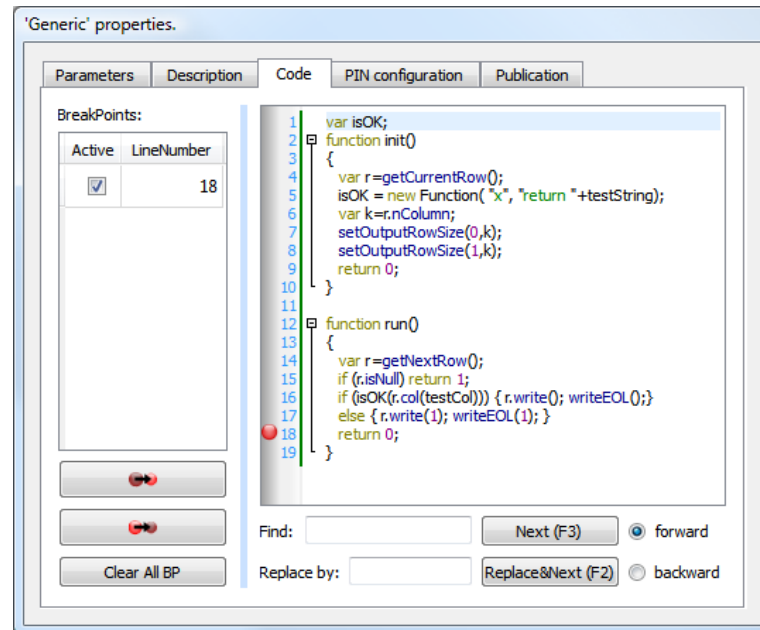 'Generic' properties.
Parameters Description Code PIN configuration Publication
BreakPoints:
Active LineNumber
18
1 var isOK;
2 function init()
3 {
4 var r=getCurrentRow();
5 isOK = new Function( "x", "return "+testString);
6 var k=r.nColumn;
7 setOutputRowSize(0,k);
8 setOutputRowSize(1,k);
9 return 0;
10 }
11
12 function run()
13 {
14 var r=getNextRow();
15 if (r.isNull) return 1;
16 if (isOK(r.col(testCol))) { r.write(); writeEOL();}
17 else { r.write(1); writeEOL(1); }
18 return 0;
19 }
Clear All BP
Find: Next (F3) forward
Replace by: Replace&Next (F2) backward